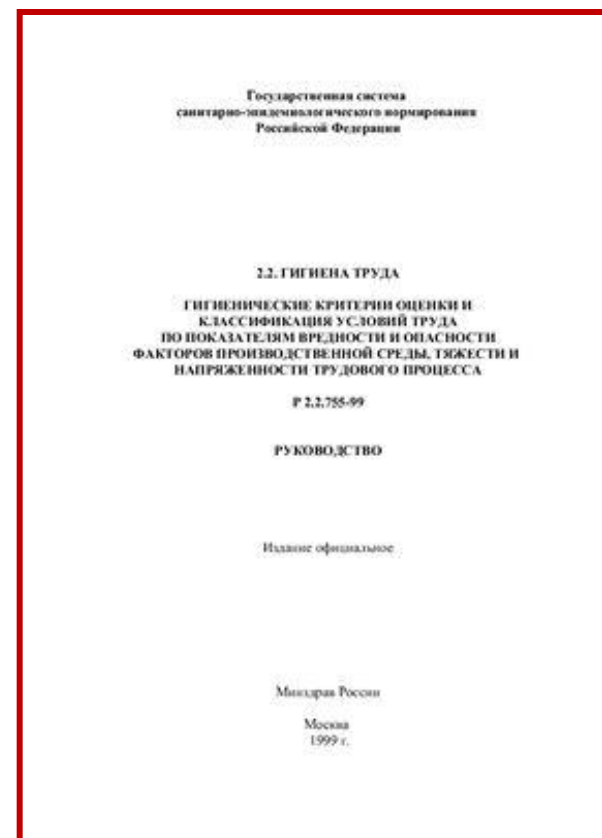 Государственная система
санитарно-эпидемиологического нормирования
Российской Федерации
2.2. ГИГИЕНА ТРУДА
ГИГИЕНИЧЕСКИЕ КРИТЕРИИ ОЦЕНКИ И
КЛАССИФИКАЦИЯ УСЛОВИЙ ТРУДА
ПО ПОКАЗАТЕЛЯМ ВРЕДНОСТИ И ОПАСНОСТИ
ФАКТОРОВ ПРОИЗВОДСТВЕННОЙ СРЕДЫ, ТЯЖЕСТИ И
НАПРЯЖЕННОСТИ ТРУДОВОГО ПРОЦЕССА
Р 2.2.755-99
РУКОВОДСТВО
Издание официальное
Минздрав России
Москва
1999 г.